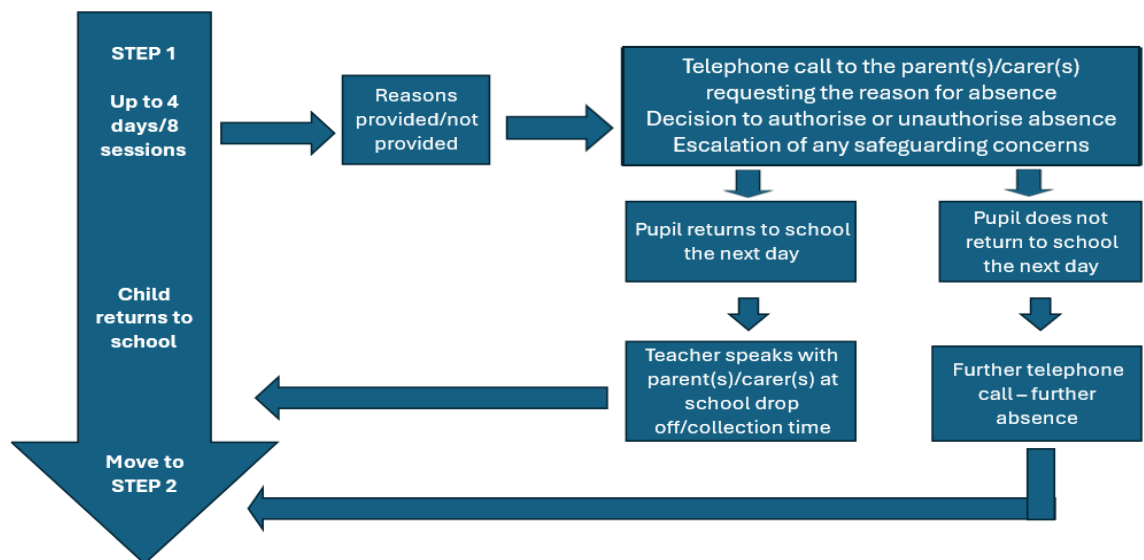 STEP 1
Up to 4
days/8
sessions
Reasons
provided/not
provided
Telephone call to the parent(s)/carer(s)
requesting the reason for absence
Decision to authorise or unauthorise absence
Escalation of any safeguarding concerns
Pupil returns to school
the next day
Pupil does not
return to school
the next day
Child
returns to
school
Teacher speaks with
parent(s)/carer(s) at
school drop
off/collection time
Further telephone
call – further
absence
Move to
STEP 2